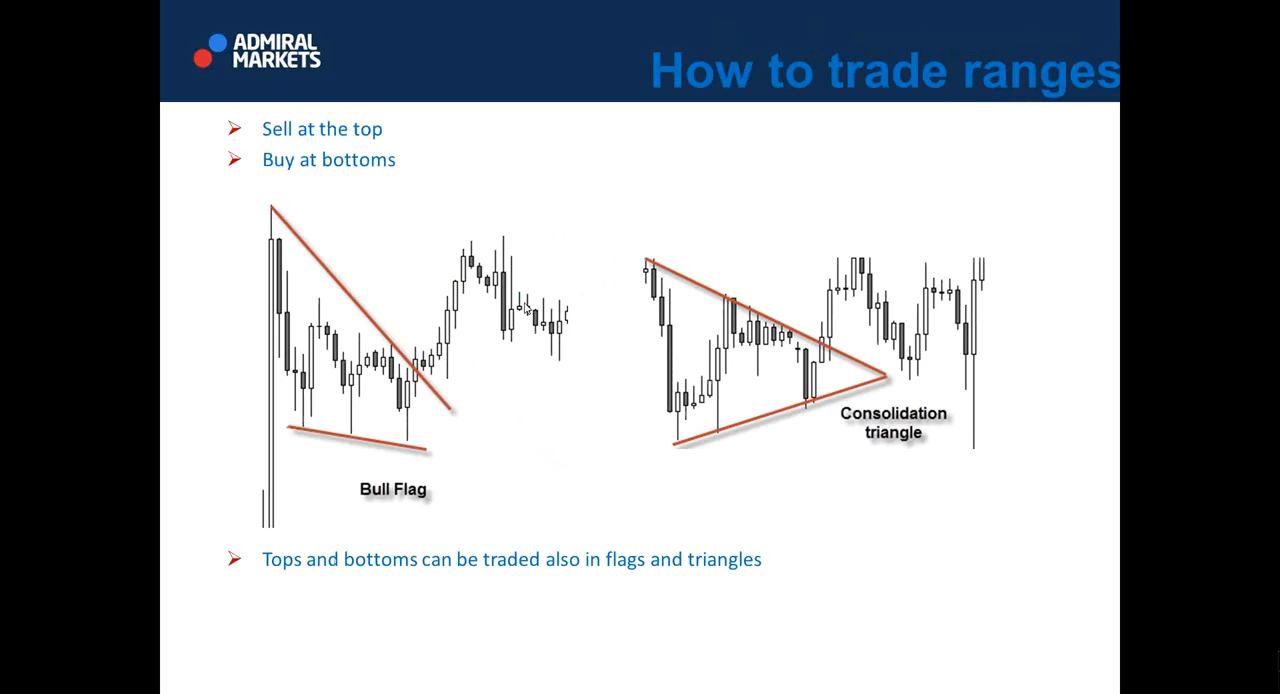 ADMIRAL
MARKETS
How to trade ranges
Sell at the top
Buy at bottoms
Consolidation
triangle
Bull Flag
Tops and bottoms can be traded also in flags and triangles